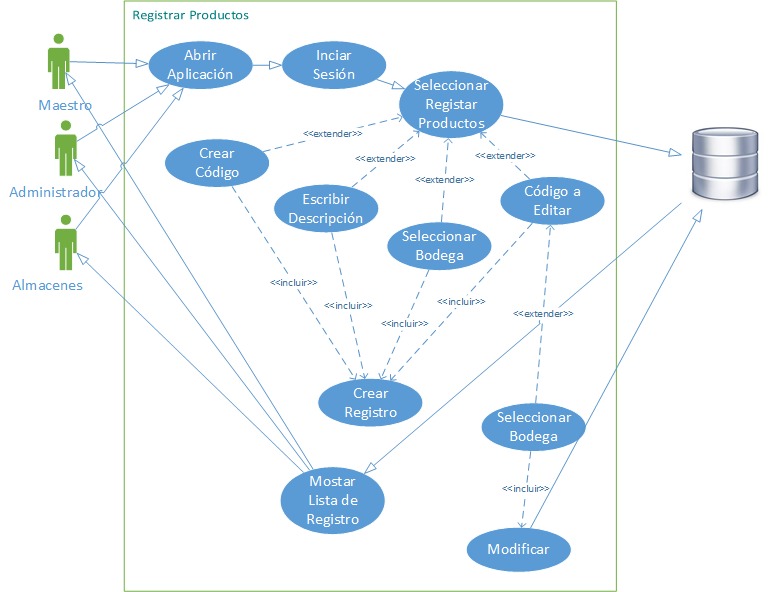 Registrar Productos
Abrir
Aplicación
Inciar
Sesión
Seleccionar
Registar
Productos
Maestro
<<extender>>
Crear
Código
<<extender>>
<<extender>>
<<extender>>
Administrador
Escribir
Descripción
Código a
Editar
Seleccionar
Bodega
Almacenes
<<incluir>>
<<incluir>>
<<incluir>>
<<incluir>>
<<extender>>
Crear
Registro
Seleccionar
Bodega
Mostar
Lista de
Registro
<<incluir>>
Modificar